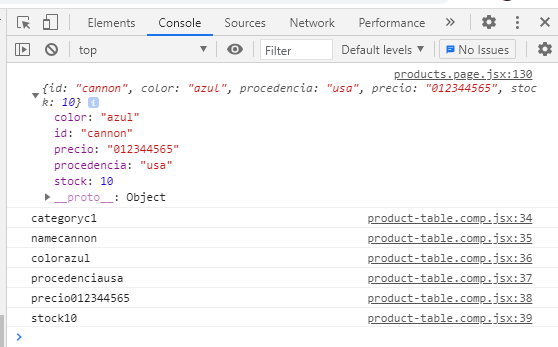 Elements Console Sources Network Performance »
top Filter Default levels No Issues
products.page.jsx:130
{id: "cannon", color: "azul", procedencia: "usa", precio: "012344565", stoc
k: 10} i
color: "azul"
id: "cannon"
precio: "012344565"
procedencia: "usa"
stock: 10
__proto__: Object
categoryc1 product-table.comp.jsx:34
namecannon product-table.comp.jsx:35
colorazul product-table.comp.jsx:36
procedenciausa product-table.comp.jsx:37
precio012344565 product-table.comp.jsx:38
stock10 product-table.comp.jsx:39
>